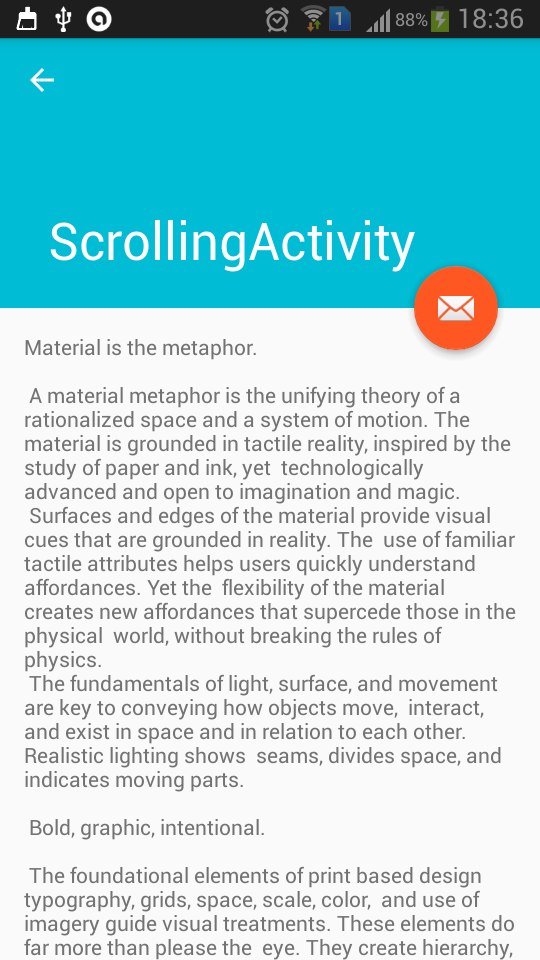 1 88% 18:36
ScrollingActivity
Material is the metaphor.
A material metaphor is the unifying theory of a
rationalized space and a system of motion. The
material is grounded in tactile reality, inspired by the
study of paper and ink, yet  technologically
advanced and open to imagination and magic.
Surfaces and edges of the material provide visual
cues that are grounded in reality. The  use of familiar
tactile attributes helps users quickly understand
affordances. Yet the  flexibility of the material
creates new affordances that supercede those in the
physical  world, without breaking the rules of
physics.
The fundamentals of light, surface, and movement
are key to conveying how objects move,  interact,
and exist in space and in relation to each other.
Realistic lighting shows  seams, divides space, and
indicates moving parts.
Bold, graphic, intentional.
The foundational elements of print based design
typography, grids, space, scale, color,  and use of
imagery guide visual treatments. These elements do
far more than please the  eye. They create hierarchy,